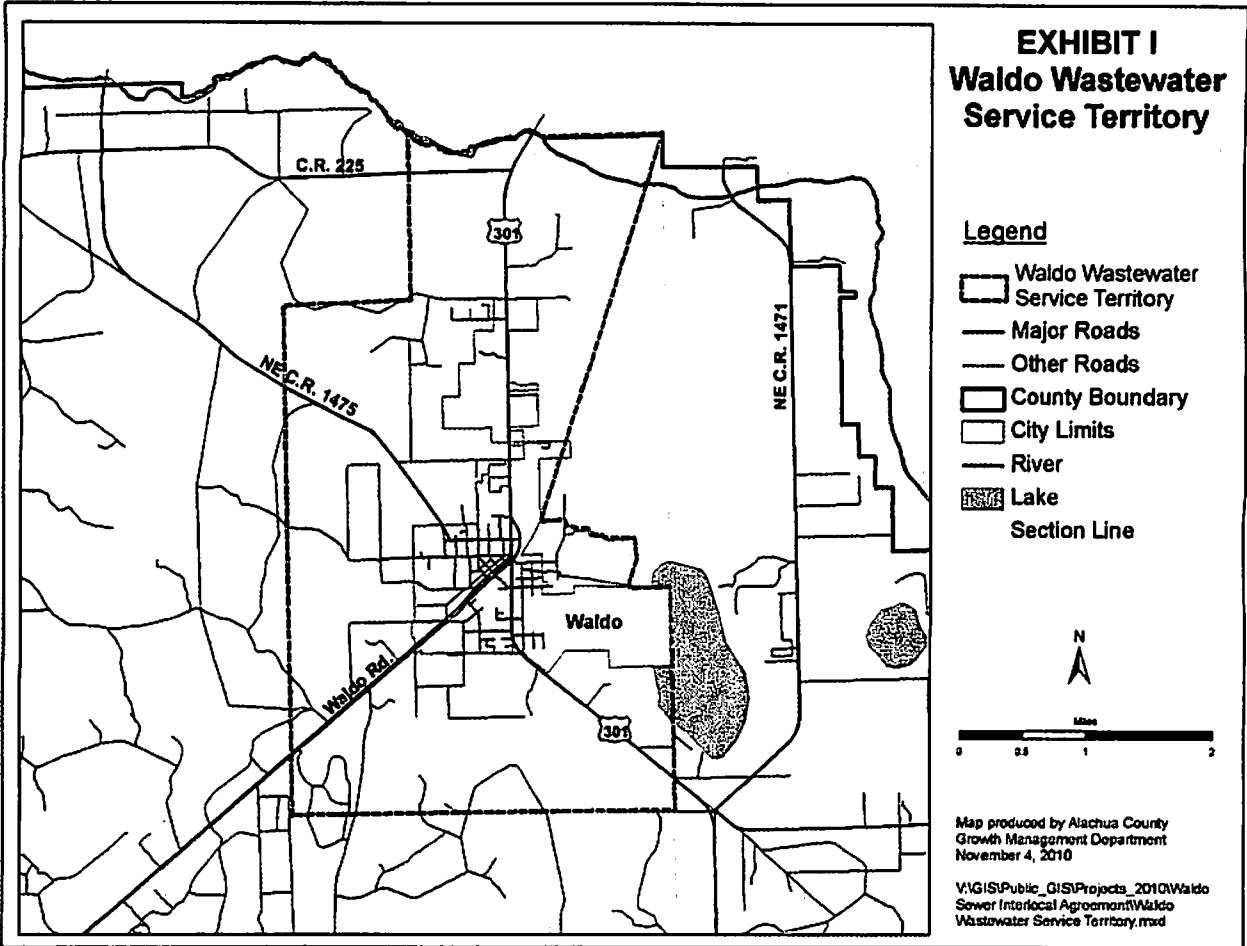 EXHIBIT I
Waldo Wastewater
Service Territory
C.R. 225
301
NE C.R. 1471
NE C.R. 1475
Waldo
Waldo Rd.
301
Legend
Waldo Wastewater
Service Territory
Major Roads
Other Roads
County Boundary
City Limits
River
Lake
Section Line
N
Miles
0 0.5 1 2
Map produced by Alachua County
Growth Management Department
November 4, 2010
V:\GIS\Public_GIS\Projects_2010\Waldo
Sewer Interlocal Agreement\Waldo
Wastewater Service Territory.mxd